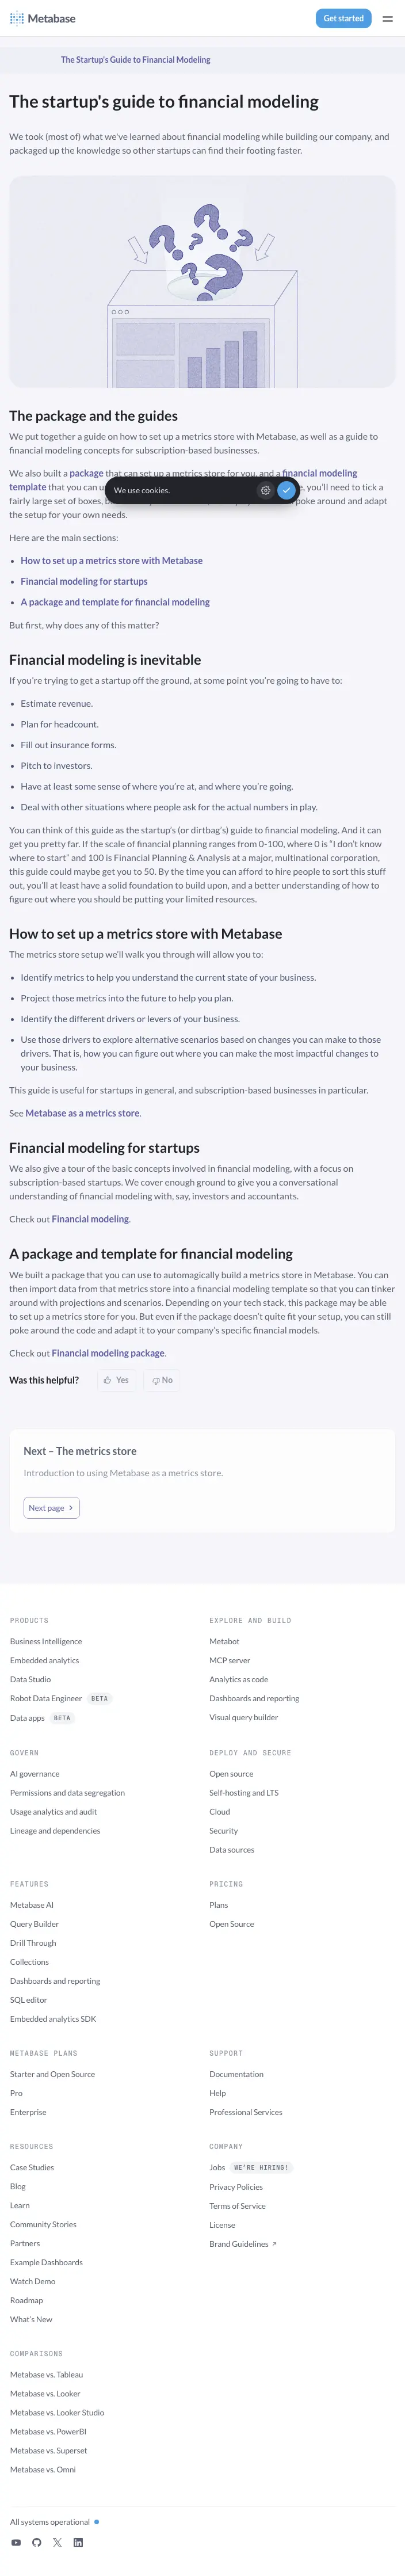 Metabase
Get started
The Startup's Guide to Financial Modeling
The startup's guide to financial modeling
We took (most of) what we've learned about financial modeling while building our company, and
packaged up the knowledge so other startups can find their footing faster.
The package and the guides
We put together a guide on how to set up a metrics store with Metabase, as well as a guide to
financial modeling concepts for subscription-based businesses.
We also built a package that can set up a metrics store for you, and a financial modeling
template that you can u
e, you'll need to tick a
We use cookies.
fairly large set of boxes,
poke around and adapt
the setup for your own needs.
Here are the main sections:
• How to set up a metrics store with Metabase
• Financial modeling for startups
• A package and template for financial modeling
But first, why does any of this matter?
Financial modeling is inevitable
If you're trying to get a startup off the ground, at some point you're going to have to:
• Estimate revenue.
• Plan for headcount.
• Fill out insurance forms.
• Pitch to investors.
• Have at least some sense of where you're at, and where you're going.
• Deal with other situations where people ask for the actual numbers in play.
You can think of this guide as the startup's (or dirtbag's) guide to financial modeling. And it can
get you pretty far. If the scale of financial planning ranges from 0-100, where 0 is "I don't know
where to start" and 100 is Financial Planning & Analysis at a major, multinational corporation,
this guide could maybe get you to 50. By the time you can afford to hire people to sort this stuff
out, you'll at least have a solid foundation to build upon, and a better understanding of how to
figure out where you should be putting your limited resources.
How to set up a metrics store with Metabase
The metrics store setup we'll walk you through will allow you to:
• Identify metrics to help you understand the current state of your business.
• Project those metrics into the future to help you plan.
• Identify the different drivers or levers of your business.
• Use those drivers to explore alternative scenarios based on changes you can make to those
drivers. That is, how you can figure out where you can make the most impactful changes to
your business.
This guide is useful for startups in general, and subscription-based businesses in particular.
See Metabase as a metrics store.
Financial modeling for startups
We also give a tour of the basic concepts involved in financial modeling, with a focus on
subscription-based startups. We cover enough ground to give you a conversational
understanding of financial modeling with, say, investors and accountants.
Check out Financial modeling.
A package and template for financial modeling
We built a package that you can use to automagically build a metrics store in Metabase. You can
then import data from that metrics store into a financial modeling template so that you can tinker
around with projections and scenarios. Depending on your tech stack, this package may be able
to set up a metrics store for you. But even if the package doesn't quite fit your setup, you can still
poke around the code and adapt it to your company's specific financial models.
Check out Financial modeling package.
Was this helpful? Yes No
Next – The metrics store
Introduction to using Metabase as a metrics store.
Next page
PRODUCTS
Business Intelligence
Embedded analytics
Data Studio
Robot Data Engineer BETA
Data apps BETA
EXPLORE AND BUILD
Metabot
MCP server
Analytics as code
Dashboards and reporting
Visual query builder
GOVERN
AI governance
Permissions and data segregation
Usage analytics and audit
Lineage and dependencies
DEPLOY AND SECURE
Open source
Self-hosting and LTS
Cloud
Security
Data sources
FEATURES
Metabase AI
Query Builder
Drill Through
Collections
Dashboards and reporting
SQL editor
Embedded analytics SDK
PRICING
Plans
Open Source
METABASE PLANS
Starter and Open Source
Pro
Enterprise
SUPPORT
Documentation
Help
Professional Services
RESOURCES
Case Studies
Blog
Learn
Community Stories
Partners
Example Dashboards
Watch Demo
Roadmap
What's New
COMPANY
Jobs WE'RE HIRING!
Privacy Policies
Terms of Service
License
Brand Guidelines ↗
COMPARISONS
Metabase vs. Tableau
Metabase vs. Looker
Metabase vs. Looker Studio
Metabase vs. PowerBI
Metabase vs. Superset
Metabase vs. Omni
All systems operational